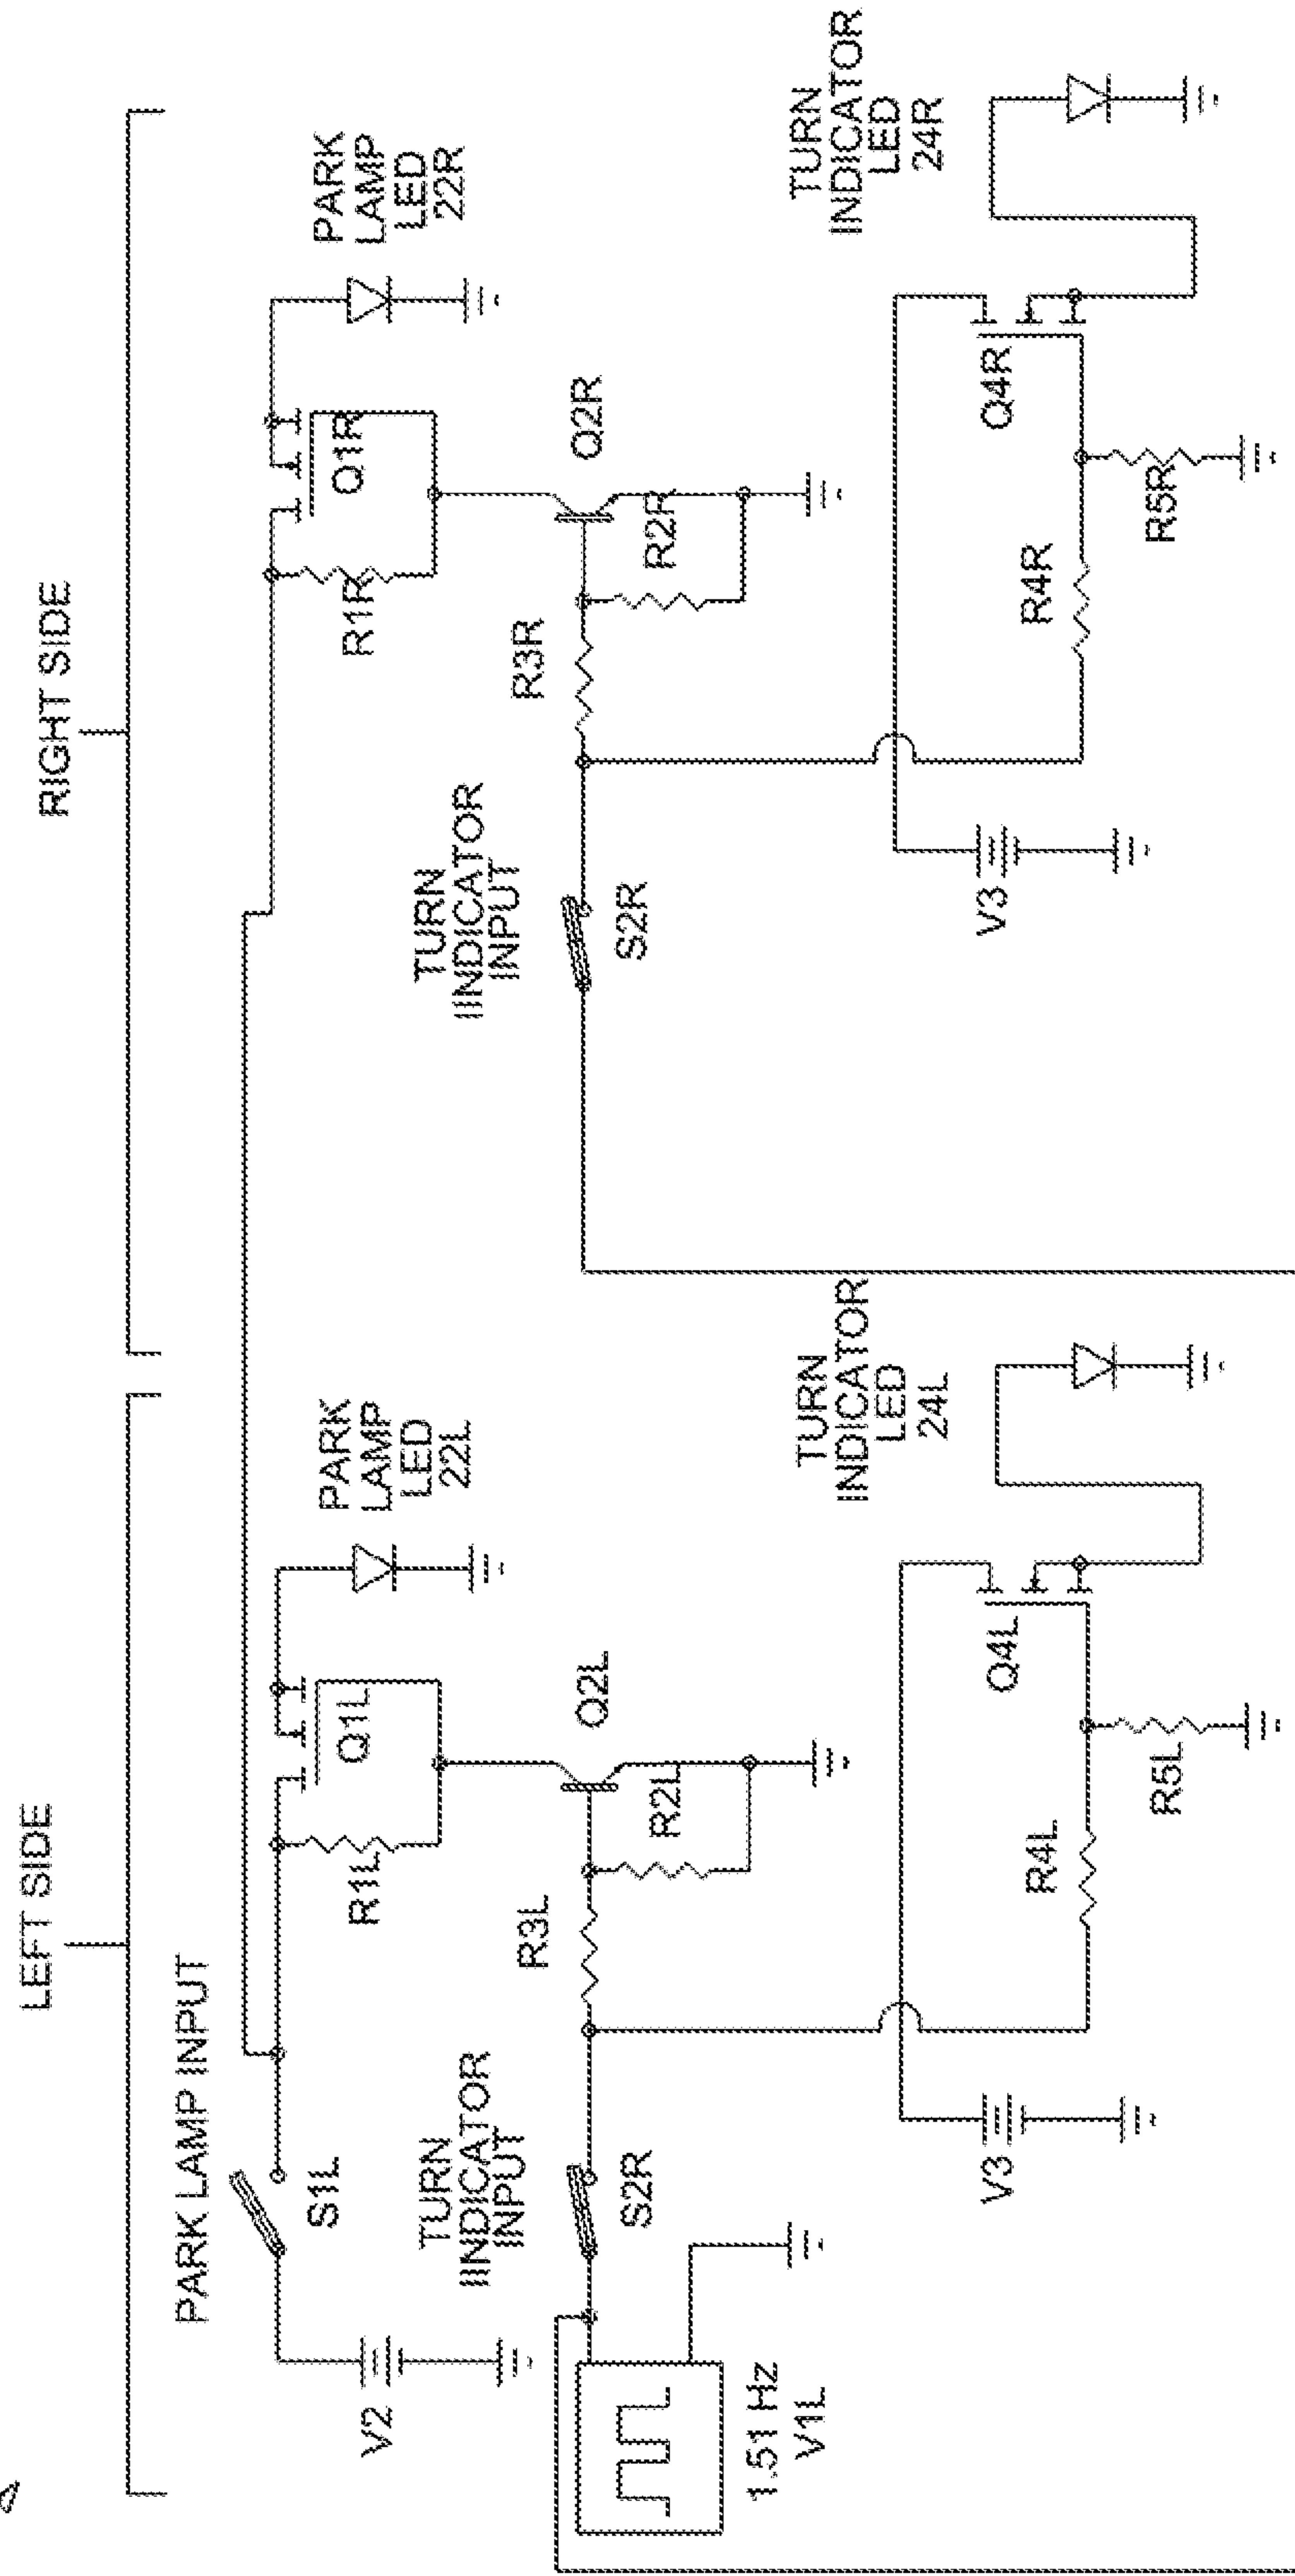 LEFT SIDE
RIGHT SIDE
PARK LAMP INPUT
S1L
V2
R1L
Q1L
PARK
LAMP
LED
22L
TURN
IINDICATOR
INPUT
S2R
1.51 Hz
V1L
R3L
R2L
Q2L
V3
R4L
R5L
Q4L
TURN
INDICATOR
LED
24L
R1R
Q1R
PARK
LAMP
LED
22R
TURN
IINDICATOR
INPUT
S2R
R3R
R2R
Q2R
V3
R4R
R5R
Q4R
TURN
INDICATOR
LED
24R